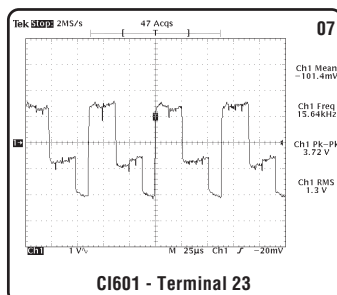 Tek Stop: 2MS/s 47 Acqs
07
Ch1 Mean
-101.4mV
Ch1 Freq
15.64kHz
Ch1 Pk-Pk
3.72 V
Ch1 RMS
1.3 V
Ch1 1 V M 25µs Ch1 -20mV
CI601 - Terminal 23